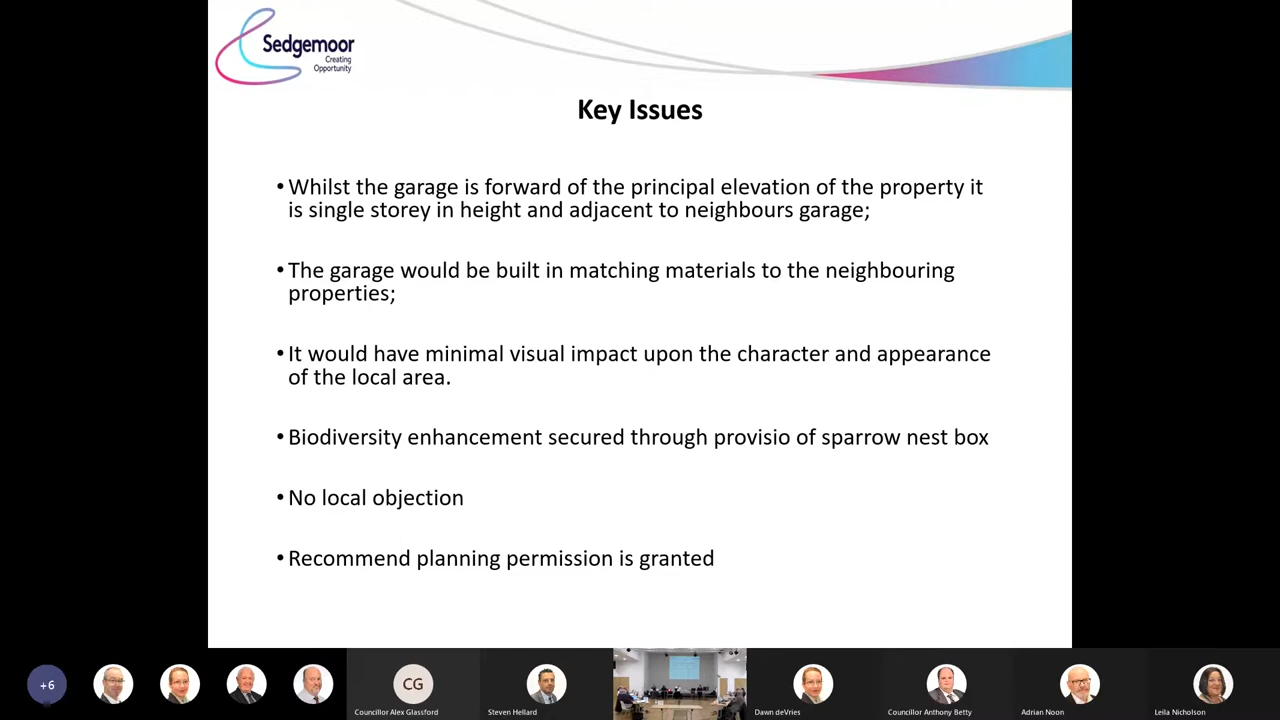 Sedgemoor
Creating
Opportunity
Key Issues
• Whilst the garage is forward of the principal elevation of the property it
is single storey in height and adjacent to neighbours garage;
• The garage would be built in matching materials to the neighbouring
properties;
• It would have minimal visual impact upon the character and appearance
of the local area.
• Biodiversity enhancement secured through provisio of sparrow nest box
• No local objection
• Recommend planning permission is granted
+6
CG
Councillor Alex Glassford
Steven Hellard
Dawn deVries
Councillor Anthony Betty
Adrian Noon
Leila Nicholson